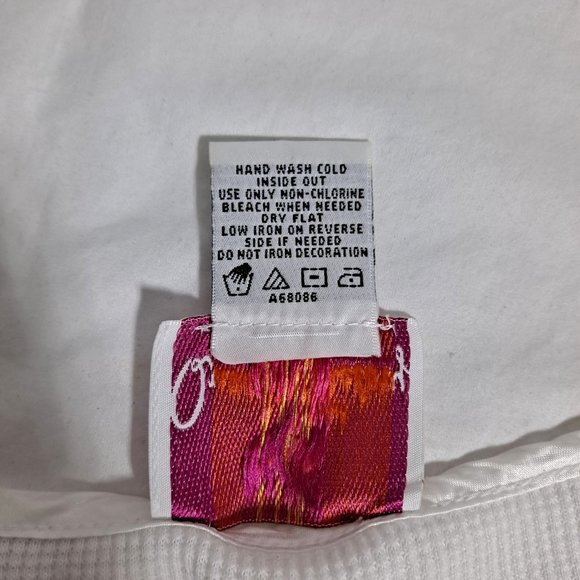 HAND WASH COLD
INSIDE OUT
USE ONLY NON-CHLORINE
BLEACH WHEN NEEDED
DRY FLAT
LOW IRON ON REVERSE
SIDE IF NEEDED
DO NOT IRON DECORATION
A68086